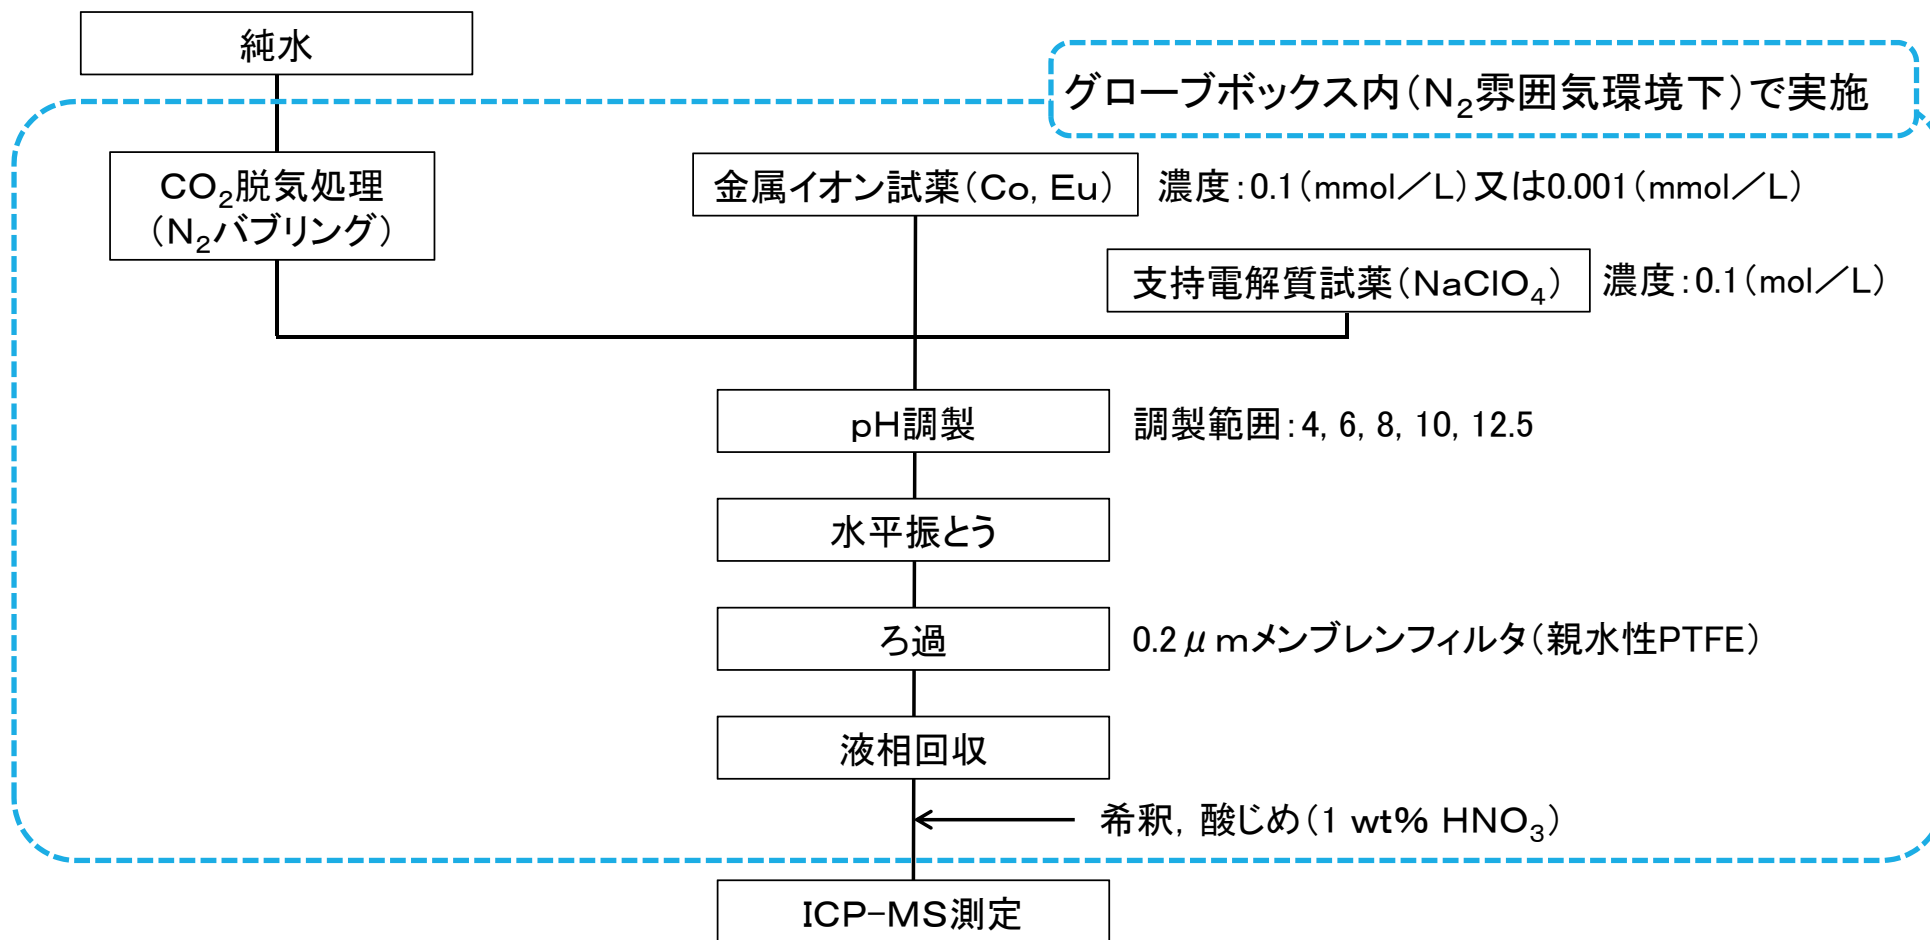 純水
グローブボックス内(N₂雰囲気環境下)で実施
CO₂脱気処理
(N₂バブリング)
金属イオン試薬(Co, Eu)
濃度:0.1(mmol/L)又は0.001(mmol/L)
支持電解質試薬(NaClO₄)
濃度:0.1(mol/L)
pH調製
調製範囲:4, 6, 8, 10, 12.5
水平振とう
ろ過
0.2μmメンブレンフィルタ(親水性PTFE)
液相回収
希釈, 酸じめ(1 wt% HNO₃)
ICP-MS測定